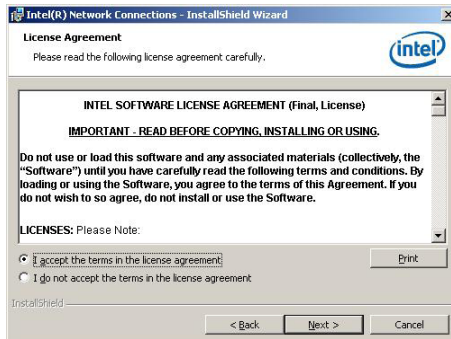 Intel(R) Network Connections - InstallShield Wizard
License Agreement
Please read the following license agreement carefully.
intel
INTEL SOFTWARE LICENSE AGREEMENT (Final, License)
IMPORTANT - READ BEFORE COPYING, INSTALLING OR USING.
Do not use or load this software and any associated materials (collectively, the
"Software") until you have carefully read the following terms and conditions. By
loading or using the Software, you agree to the terms of this Agreement. If you
do not wish to so agree, do not install or use the Software.
LICENSES: Please Note:
I accept the terms in the license agreement
Print
I do not accept the terms in the license agreement
InstallShield
< Back
Next >
Cancel